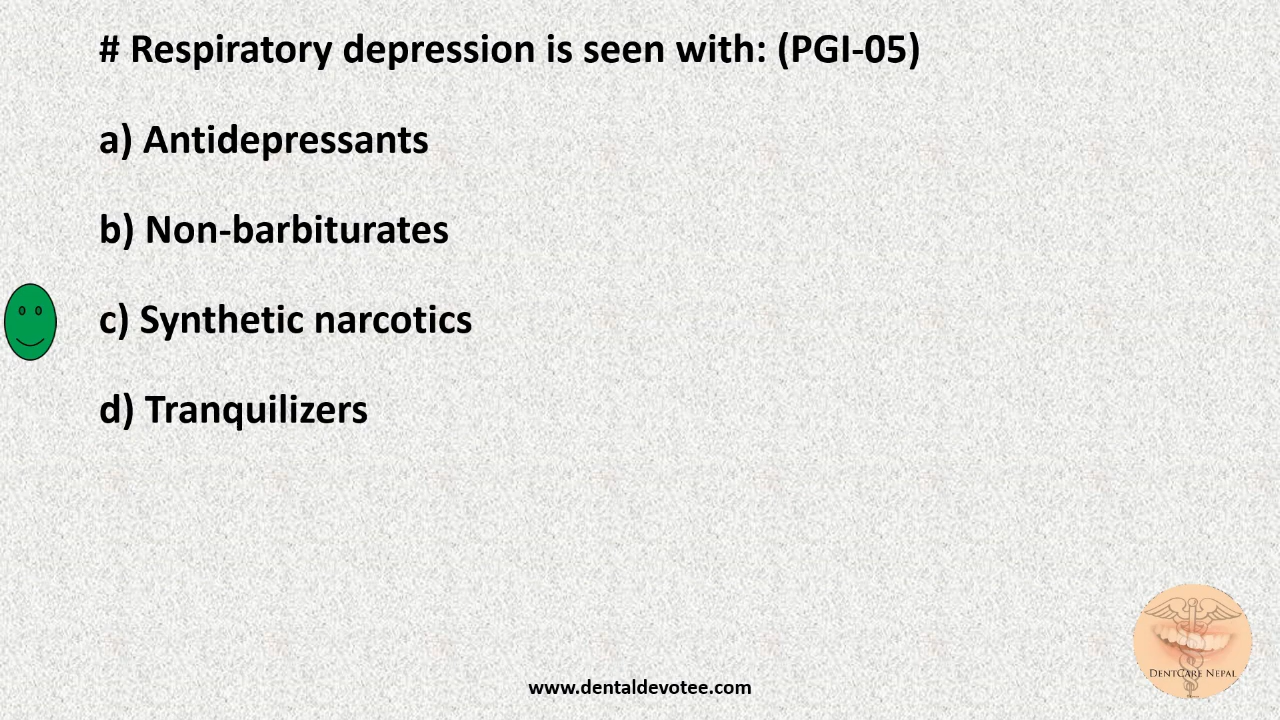 # Respiratory depression is seen with: (PGI-05)
a) Antidepressants
b) Non-barbiturates
c) Synthetic narcotics
d) Tranquilizers
DENTCARE NEPAL
www.dentaldevotee.com